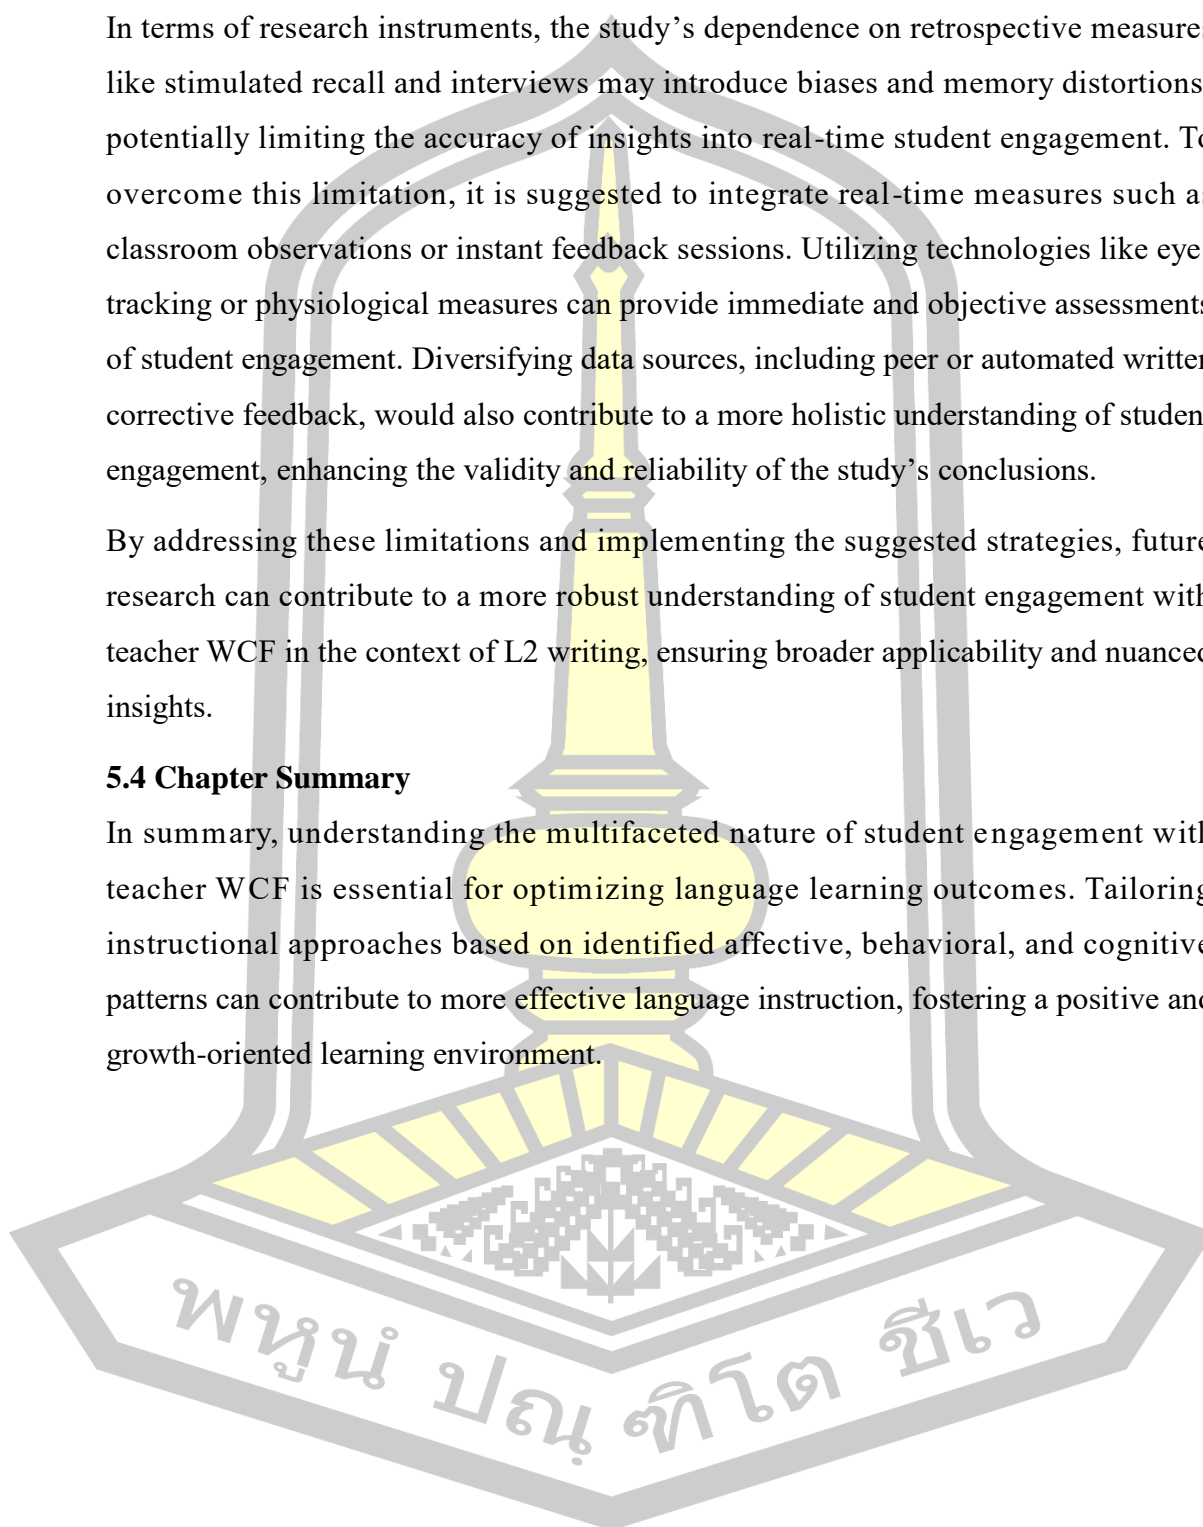 In terms of research instruments, the study’s dependence on retrospective measures
like stimulated recall and interviews may introduce biases and memory distortions
potentially limiting the accuracy of insights into real-time student engagement. To
overcome this limitation, it is suggested to integrate real-time measures such as
classroom observations or instant feedback sessions. Utilizing technologies like eye
tracking or physiological measures can provide immediate and objective assessments
of student engagement. Diversifying data sources, including peer or automated written
corrective feedback, would also contribute to a more holistic understanding of student
engagement, enhancing the validity and reliability of the study’s conclusions.
By addressing these limitations and implementing the suggested strategies, future
research can contribute to a more robust understanding of student engagement with
teacher WCF in the context of L2 writing, ensuring broader applicability and nuanced
insights.
5.4 Chapter Summary
In summary, understanding the multifaceted nature of student engagement with
teacher WCF is essential for optimizing language learning outcomes. Tailoring
instructional approaches based on identified affective, behavioral, and cognitive
patterns can contribute to more effective language instruction, fostering a positive and
growth-oriented learning environment.
พหูนํ ปณฺฑิโต ชีเว